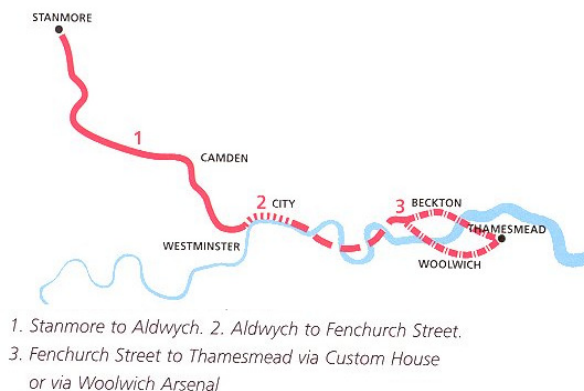 STANMORE
1
CAMDEN
2 CITY
3 BECKTON
WESTMINSTER
THAMESMEAD
WOOLWICH
1. Stanmore to Aldwych. 2. Aldwych to Fenchurch Street.
3. Fenchurch Street to Thamesmead via Custom House
or via Woolwich Arsenal